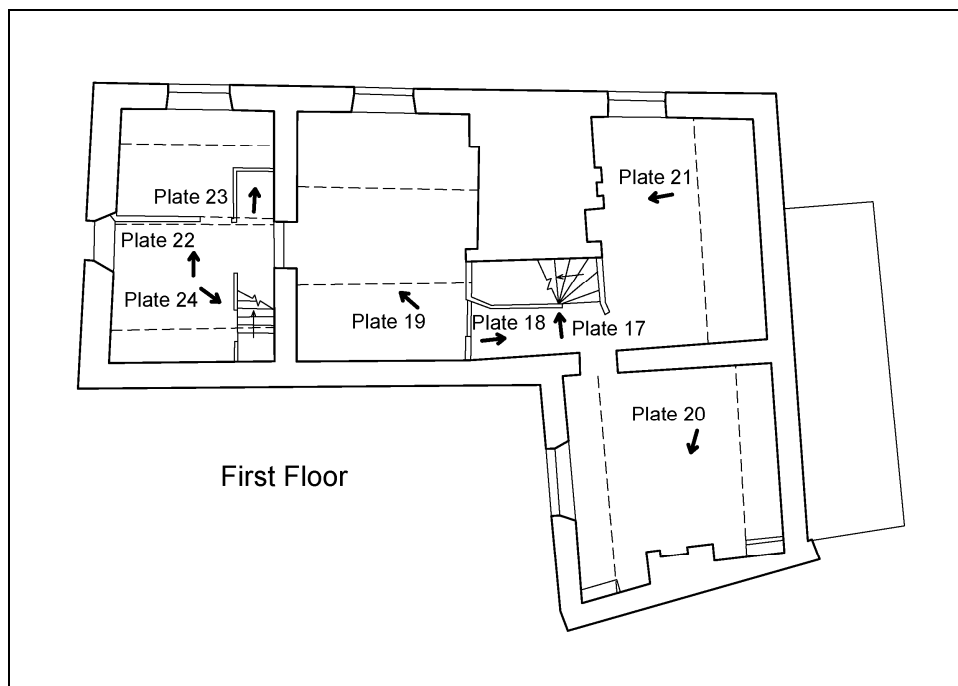 Plate 21
Plate 23
Plate 22
Plate 24
Plate 19
Plate 18
Plate 17
Plate 20
First Floor